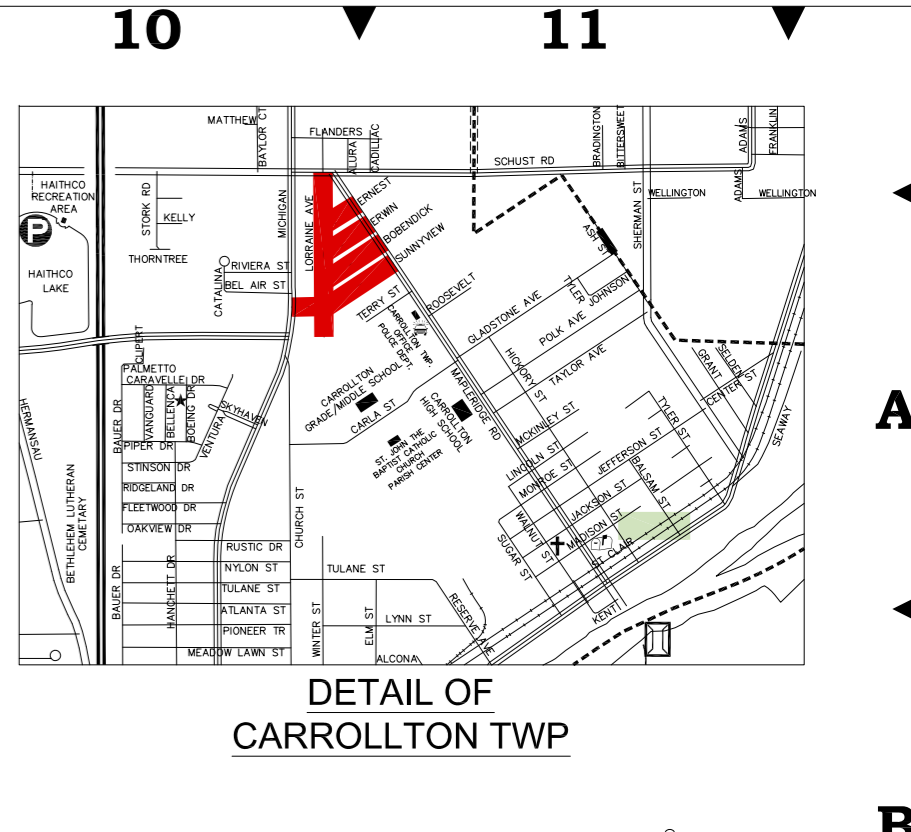 10
11
MATTHEW
BAYLOR CT
FLANDERS
ALURA
CADILLAC
BRADINGTON
BITTERSWEET
ADAMS
FRANKLIN
SCHUST RD
HAITHCO
RECREATION
AREA
P
HAITHCO
LAKE
STORK RD
KELLY
THORNTREE
MICHIGAN
LORRAINE AVE
ERNEST
ERWIN
BOBENDICK
SUNNYVIEW
SHERMAN ST
WELLINGTON
ADAMS
WELLINGTON
ASH ST
CATALINA
RIVIERA ST
BEL AIR ST
TERRY ST
ROOSEVELT
TYLER
JOHNSON
GLADSTONE AVE
POLK AVE
TAYLOR AVE
CARROLLTON TWP.
OFFICE
POLICE DEPT.
CLIPERT
PALMETTO
CARAVELLE DR
BAUER DR
VANGUARD
BELLENCA
BOEING DR
VENTURA
SKYHAVEN
CARROLLTON
GRADE/MIDDLE SCHOOL
CARLA ST
MAPLERIDGE RD
HICKORY ST
CARROLLTON
HIGH SCHOOL
GRANT
SELDEN
CENTER ST
SEAWAY
A
HERMANSAU
PIPER DR
STINSON DR
RIDGELAND DR
FLEETWOOD DR
OAKVIEW DR
ST. JOHN THE
BAPTIST CATHOLIC
CHURCH
PARISH CENTER
MCKINLEY ST
LINCOLN ST
MONROE ST
JEFFERSON ST
TYLER ST
BALSAM ST
JACKSON ST
MADISON ST
ST. CLAIR
WALNUT ST
SUGAR ST
KENT
BETHLEHEM LUTHERAN
CEMETARY
CHURCH ST
BAUER DR
HANCHETT DR
RUSTIC DR
NYLON ST
TULANE ST
ATLANTA ST
PIONEER TR
MEADOW LAWN ST
TULANE ST
WINTER ST
ELM ST
LYNN ST
ALCONA
RESERVE AVE
DETAIL OF
CARROLLTON TWP
B